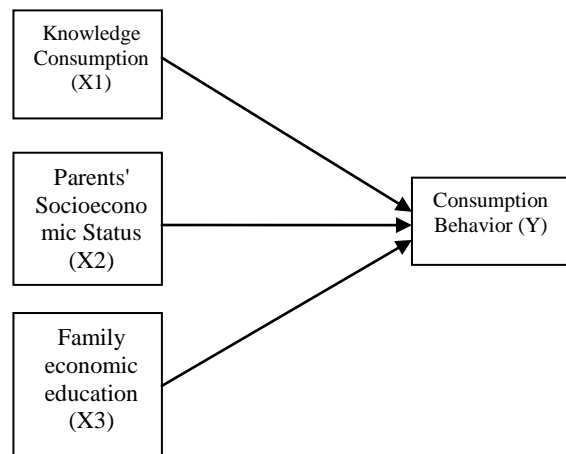 Knowledge
Consumption
(X1)
Parents'
Socioecono
mic Status
(X2)
Consumption
Behavior (Y)
Family
economic
education
(X3)